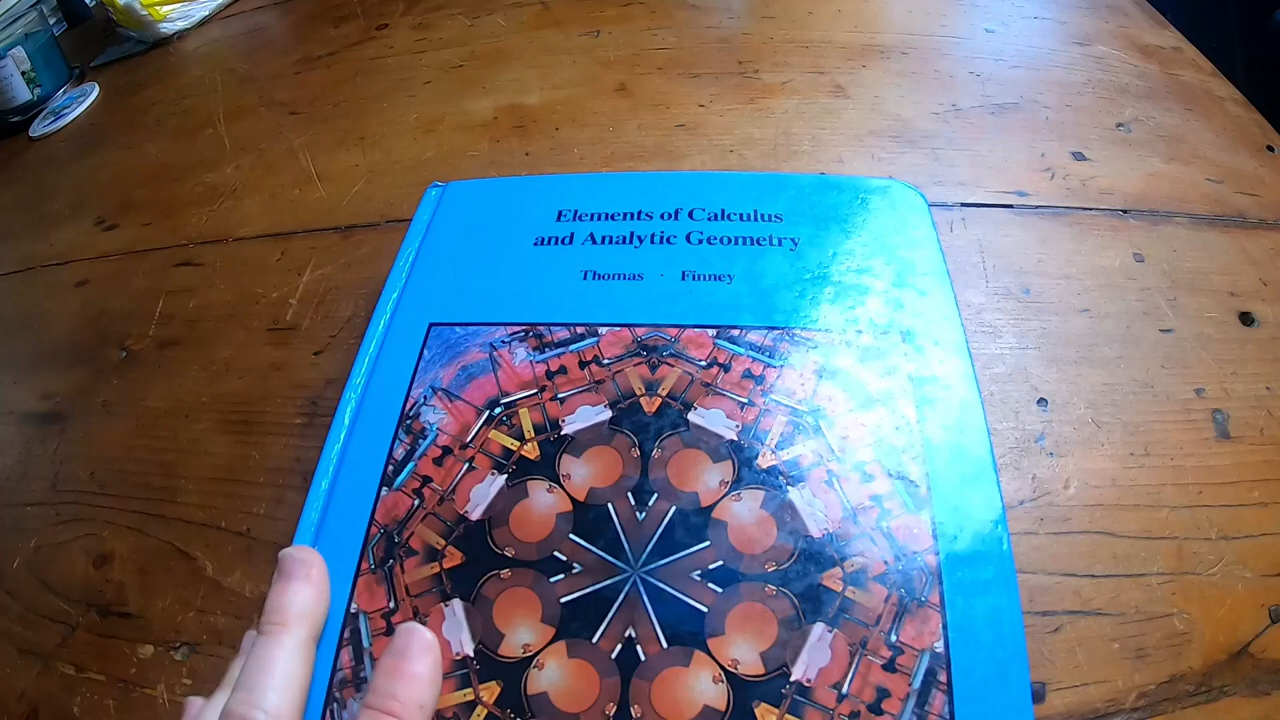 Elements of Calculus
and Analytic Geometry
Thomas · Finney